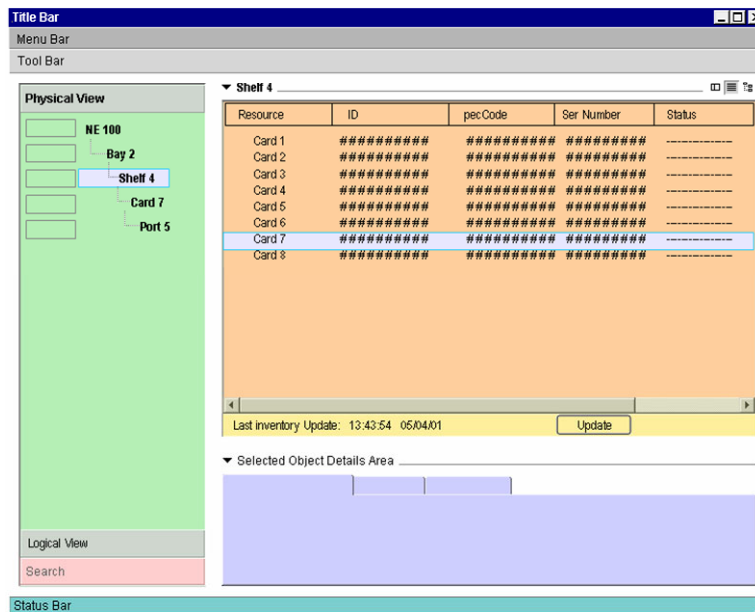 Title Bar
Menu Bar
Tool Bar
Physical View
NE 100
Bay 2
Shelf 4
Card 7
Port 5
Logical View
Search
Shelf 4
Resource ID pecCode Ser Number Status
Card 1 ########## ########## ######### ---------------
Card 2 ########## ########## ######### ---------------
Card 3 ########## ########## ######### ---------------
Card 4 ########## ########## ######### ---------------
Card 5 ########## ########## ######### ---------------
Card 6 ########## ########## ######### ---------------
Card 7 ########## ########## ######### ---------------
Card 8 ########## ########## ######### ---------------
Last inventory Update: 13:43:54 05/04/01 Update
Selected Object Details Area
Status Bar